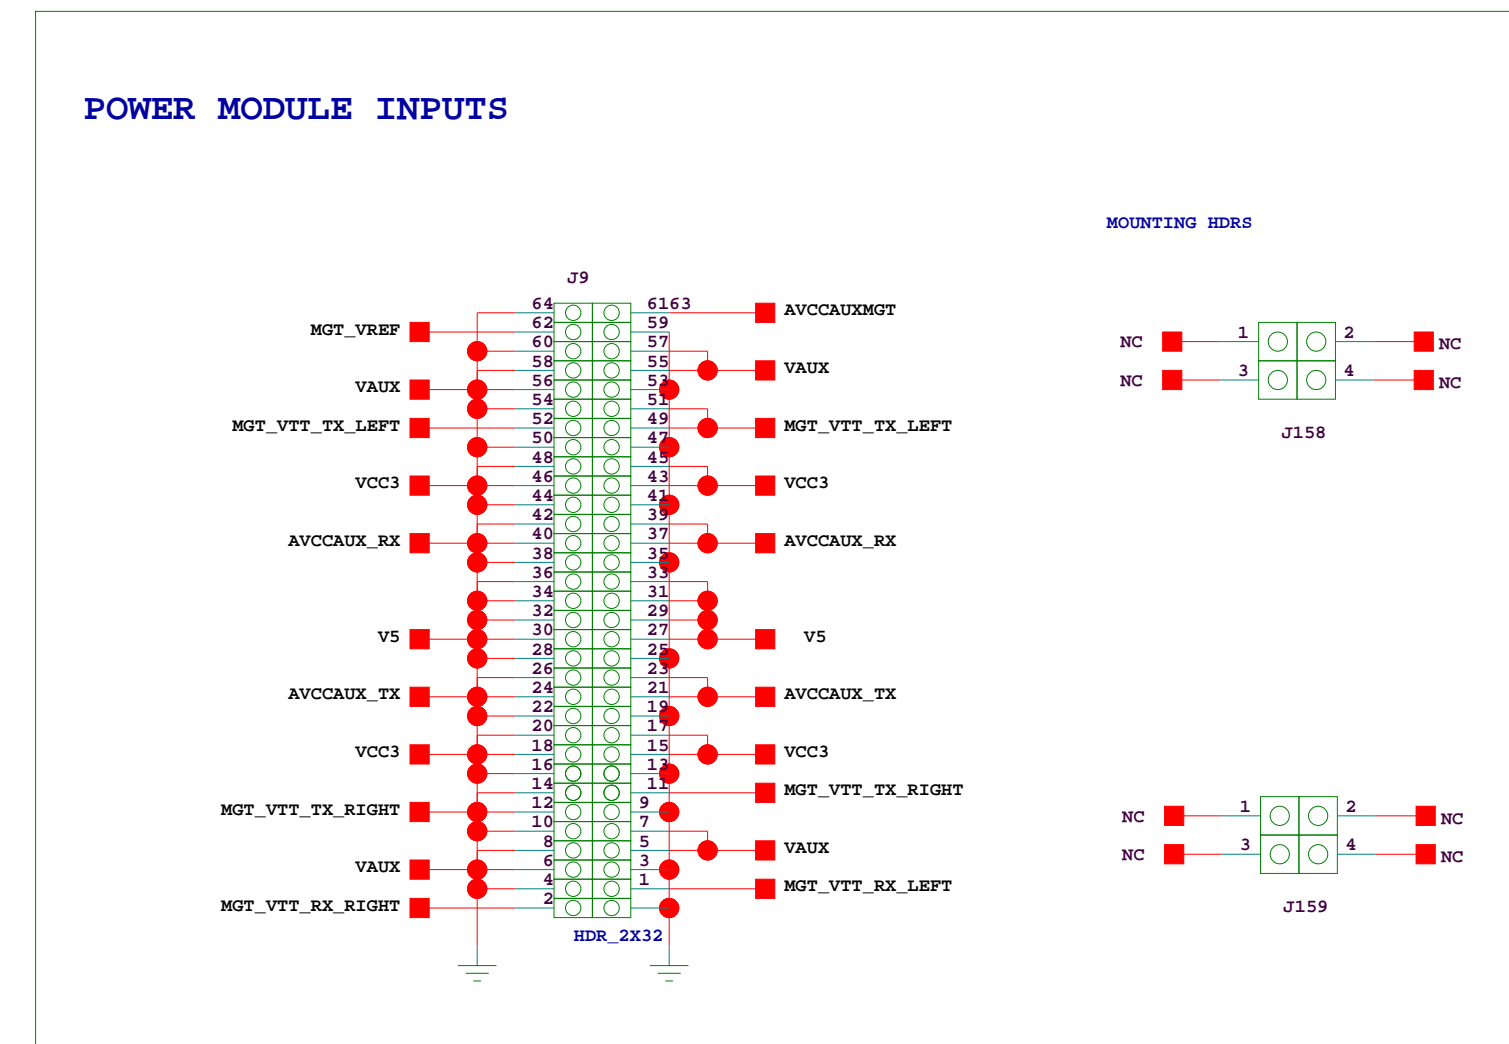 POWER MODULE INPUTS
MOUNTING HDRS
J9
64 6163 AVCCAUXMGT
MGT_VREF 62 59
60 57
58 55 VAUX
VAUX 56 53
54 51
MGT_VTT_TX_LEFT 52 49 MGT_VTT_TX_LEFT
50 47
48 45
VCC3 46 43 VCC3
44 41
42 39
AVCCAUX_RX 40 37 AVCCAUX_RX
38 35
36 33
34 31
32 29
V5 30 27 V5
28 25
26 23
AVCCAUX_TX 24 21 AVCCAUX_TX
22 19
20 17
VCC3 18 15 VCC3
16 13
14 11 MGT_VTT_TX_RIGHT
MGT_VTT_TX_RIGHT 12 9
10 7
8 5 VAUX
VAUX 6 3
4 1 MGT_VTT_RX_LEFT
MGT_VTT_RX_RIGHT 2
HDR_2X32
NC 1 2 NC
NC 3 4 NC
J158
NC 1 2 NC
NC 3 4 NC
J159